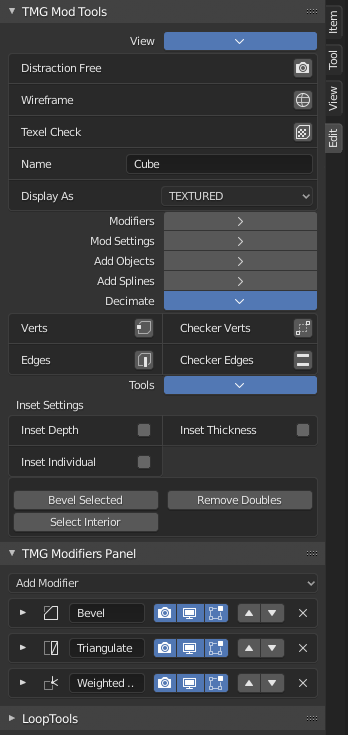 TMG Mod Tools
View
Distraction Free
Wireframe
Texel Check
Name Cube
Display As TEXTURED
Modifiers
Mod Settings
Add Objects
Add Splines
Decimate
Verts Checker Verts
Edges Checker Edges
Tools
Inset Settings
Inset Depth Inset Thickness
Inset Individual
Bevel Selected Remove Doubles
Select Interior
TMG Modifiers Panel
Add Modifier
Bevel
Triangulate
Weighted ..
LoopTools
Item
Tool
View
Edit